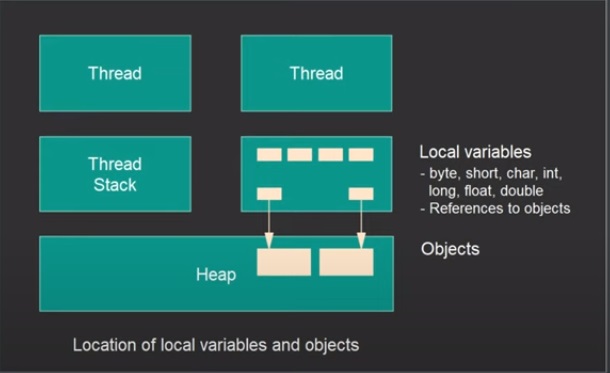 Thread
Thread
Thread
Stack
Local variables
- byte, short, char, int,
long, float, double
- References to objects
Heap
Objects
Location of local variables and objects